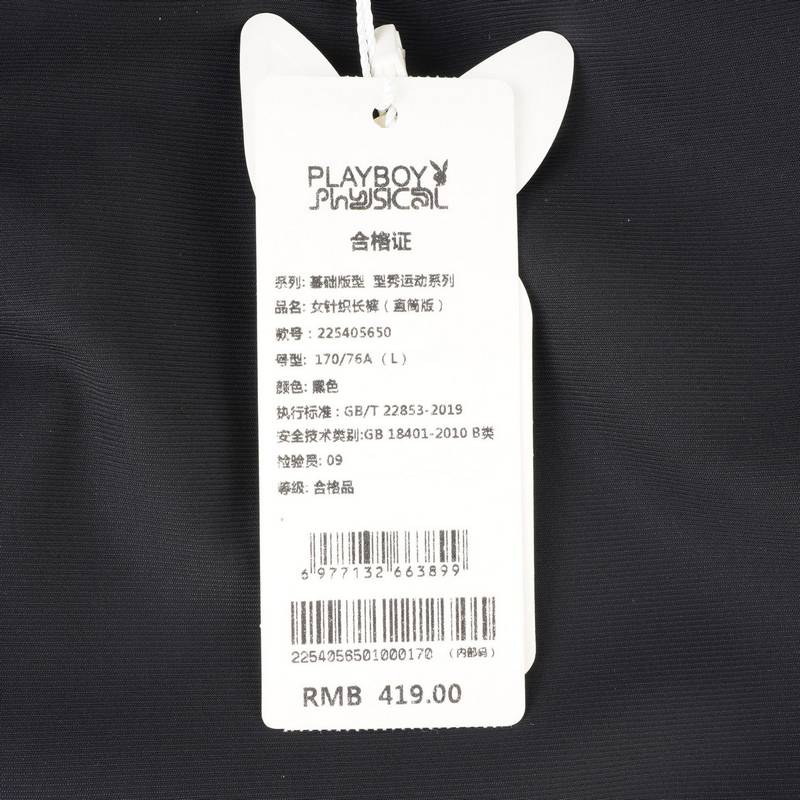 PLAYBOY
PhYSICAL
合格证
系列: 基础版型 型秀运动系列
品名: 女针织长裤（直筒版）
款号：225405650
号型: 170/76A（L）
颜色: 黑色
执行标准：GB/T 22853-2019
安全技术类别:GB 18401-2010 B类
检验员: 09
等级: 合格品
6 977132 663899
2254056501000170 （内部码）
RMB 419.00